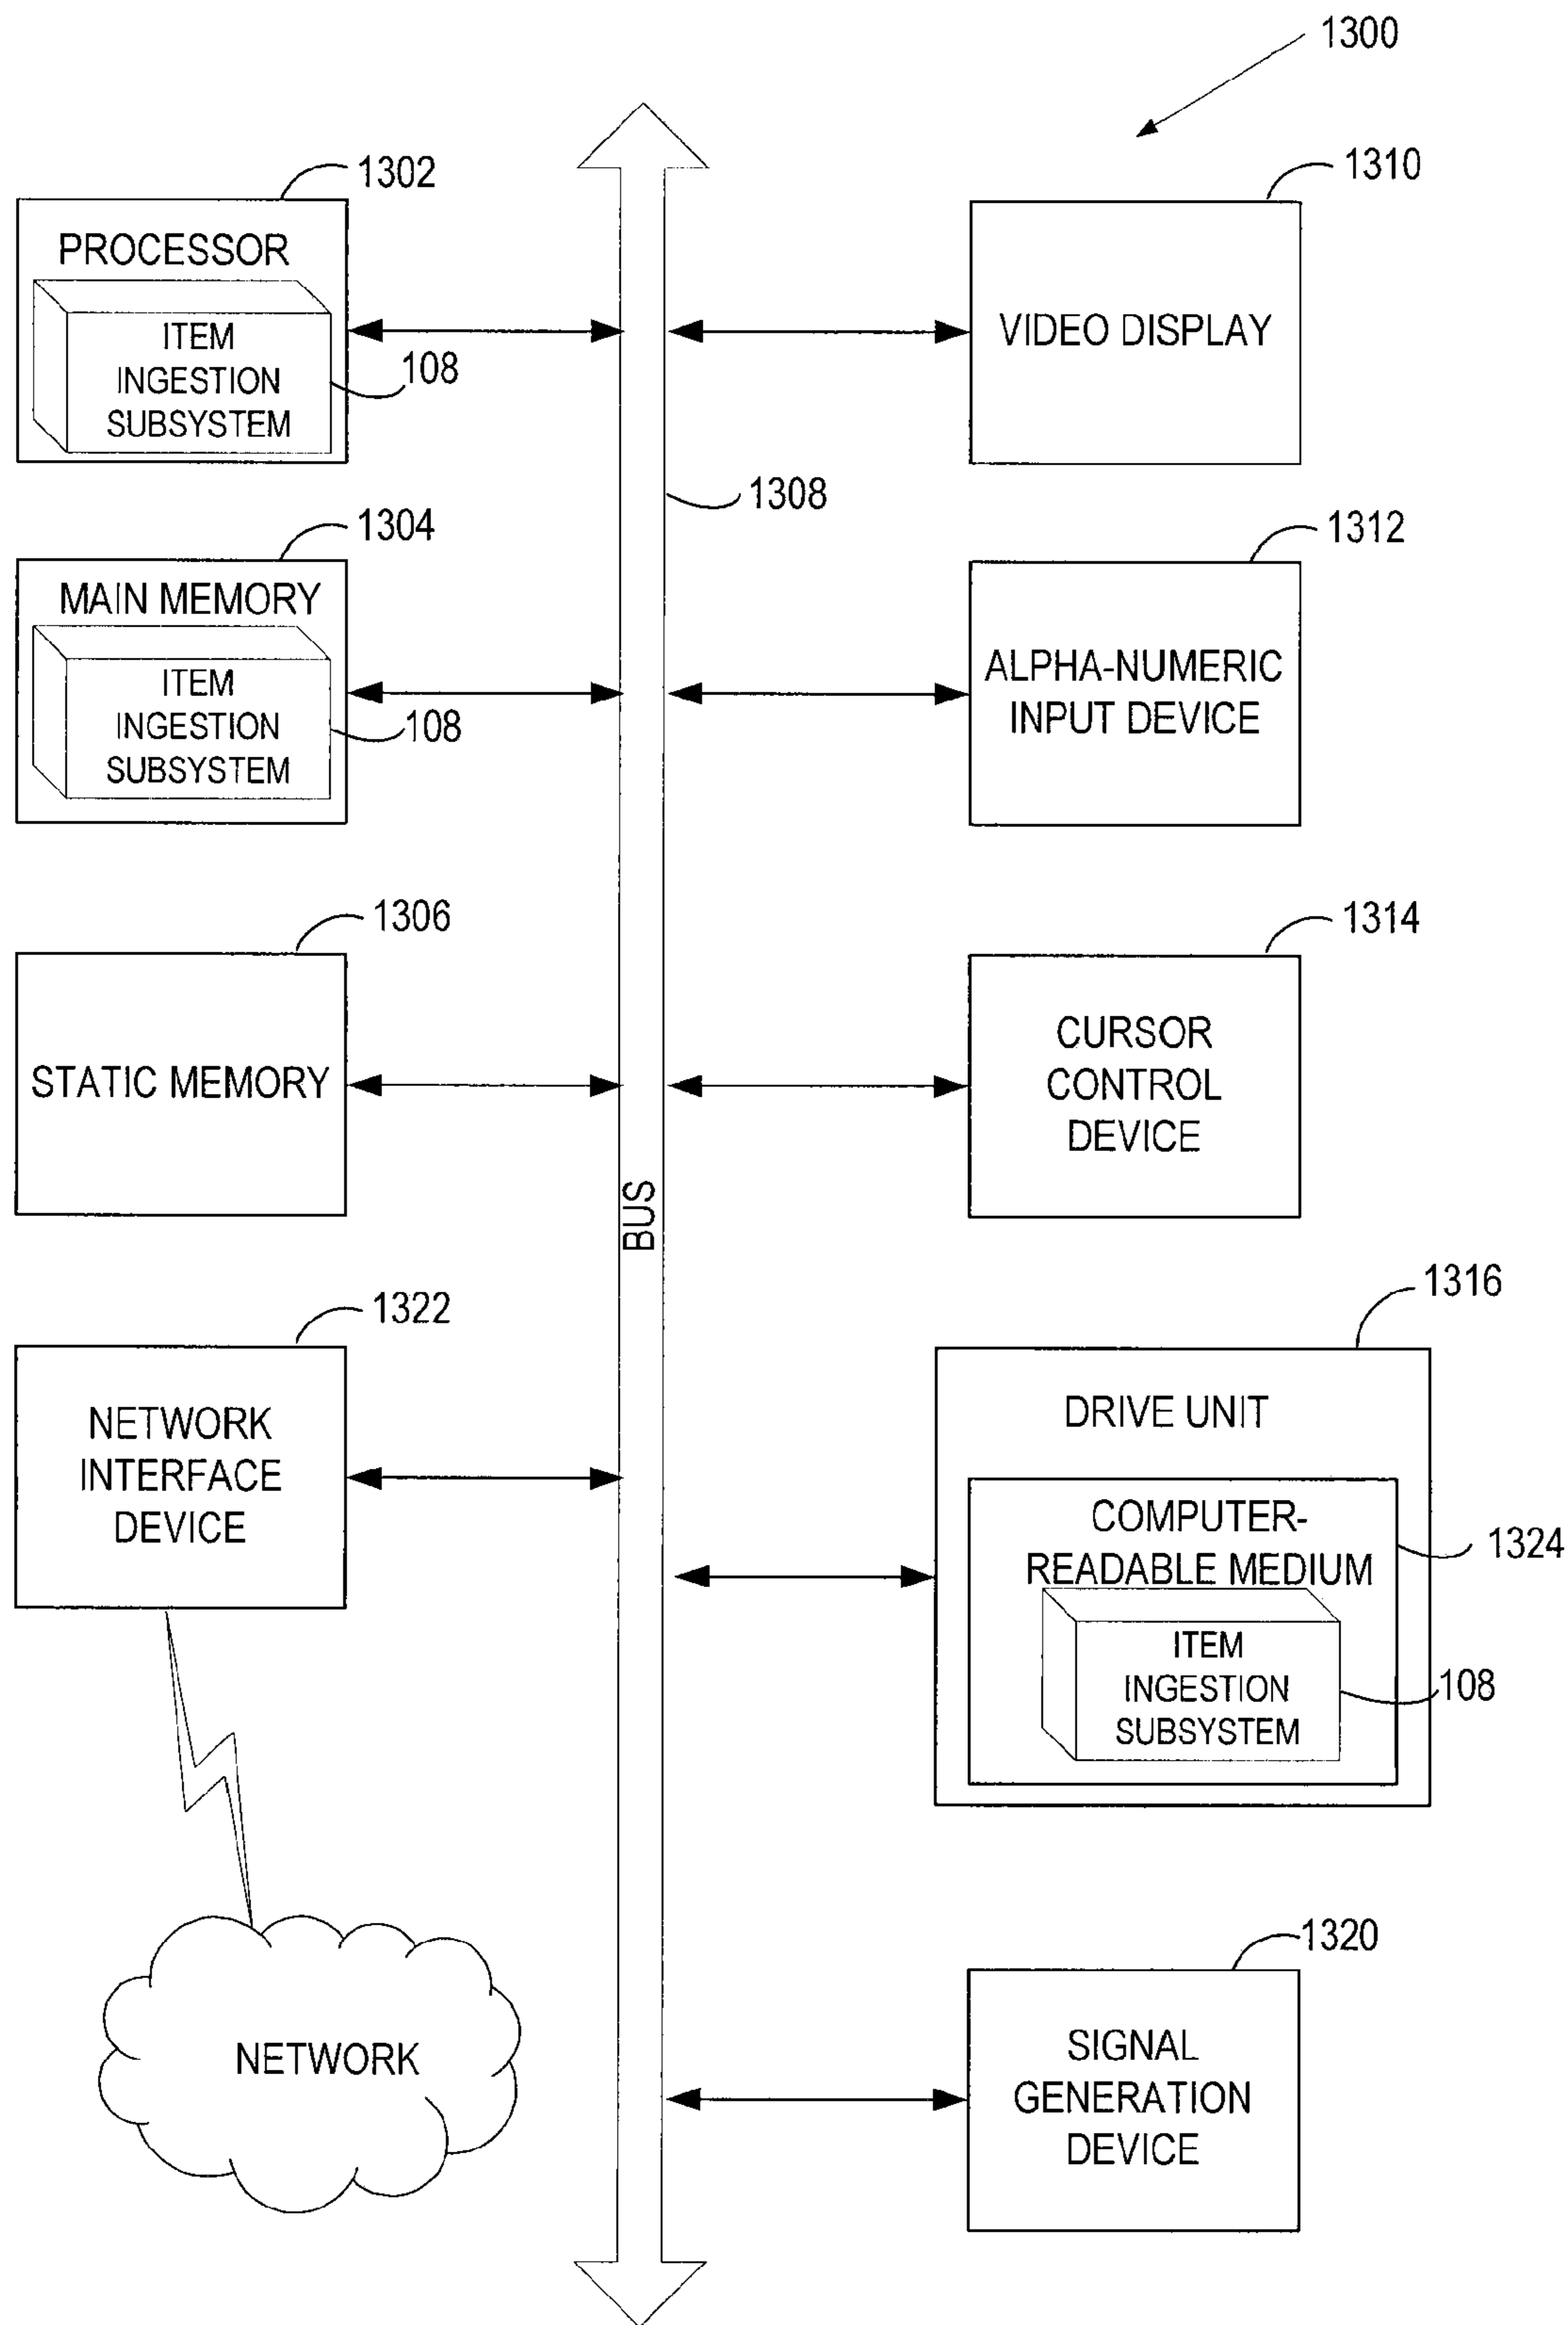 1300
1302
PROCESSOR
ITEM
INGESTION
SUBSYSTEM
108
1310
VIDEO DISPLAY
1308
1304
MAIN MEMORY
ITEM
INGESTION
SUBSYSTEM
108
1312
ALPHA-NUMERIC
INPUT DEVICE
1306
STATIC MEMORY
1314
CURSOR
CONTROL
DEVICE
BUS
1322
NETWORK
INTERFACE
DEVICE
1316
DRIVE UNIT
COMPUTER-
READABLE MEDIUM
1324
ITEM
INGESTION
SUBSYSTEM
108
NETWORK
1320
SIGNAL
GENERATION
DEVICE